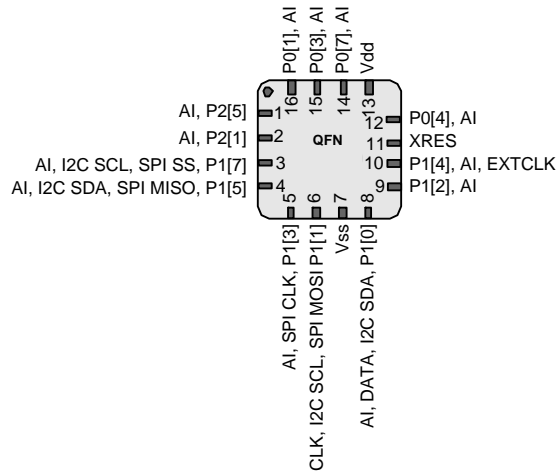 P0[1], AI
P0[3], AI
P0[7], AI
Vdd
16
15
14
13
AI, P2[5]
1
AI, P2[1]
2
QFN
AI, I2C SCL, SPI SS, P1[7]
3
AI, I2C SDA, SPI MISO, P1[5]
4
12
P0[4], AI
11
XRES
10
P1[4], AI, EXTCLK
9
P1[2], AI
5
6
7
8
AI, SPI CLK, P1[3]
CLK, I2C SCL, SPI MOSI P1[1]
Vss
AI, DATA, I2C SDA, P1[0]